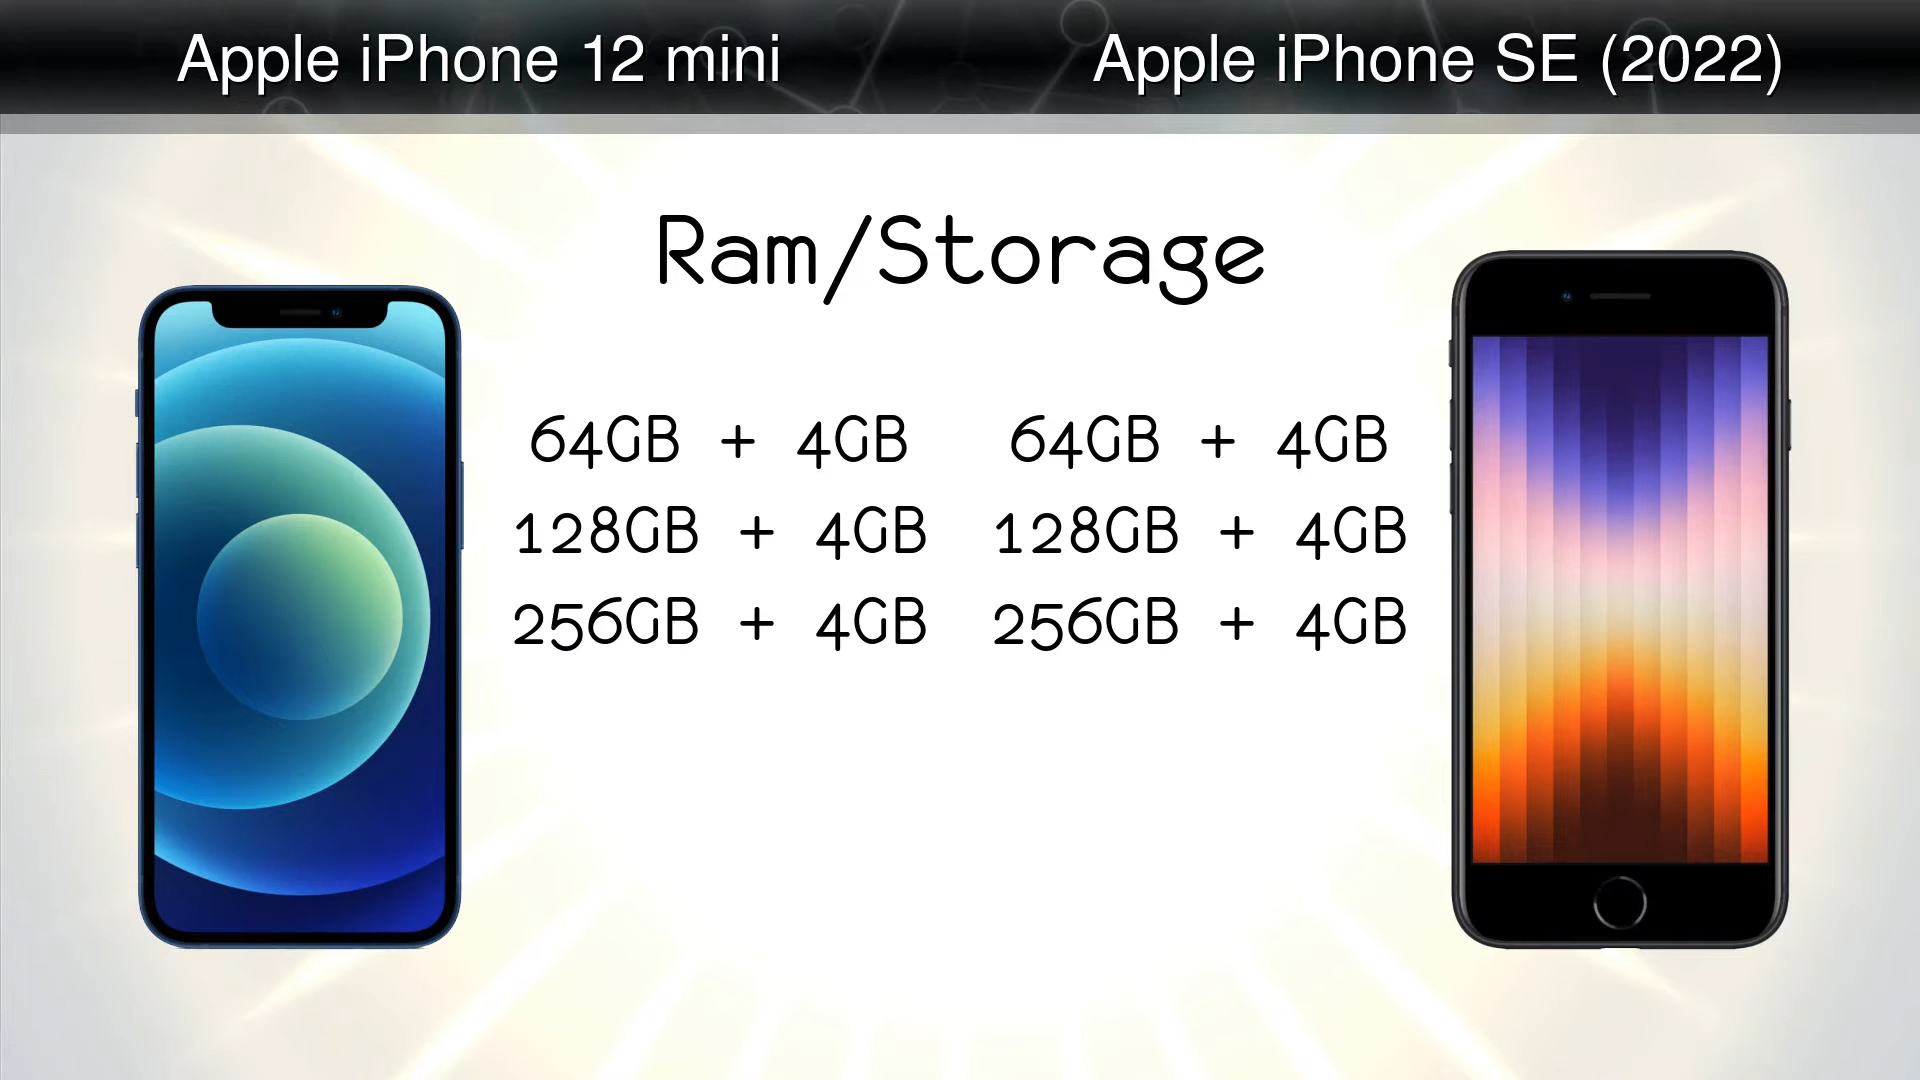 Apple iPhone 12 mini
Apple iPhone SE (2022)
Ram/Storage
64GB + 4GB
64GB + 4GB
128GB + 4GB
128GB + 4GB
256GB + 4GB
256GB + 4GB